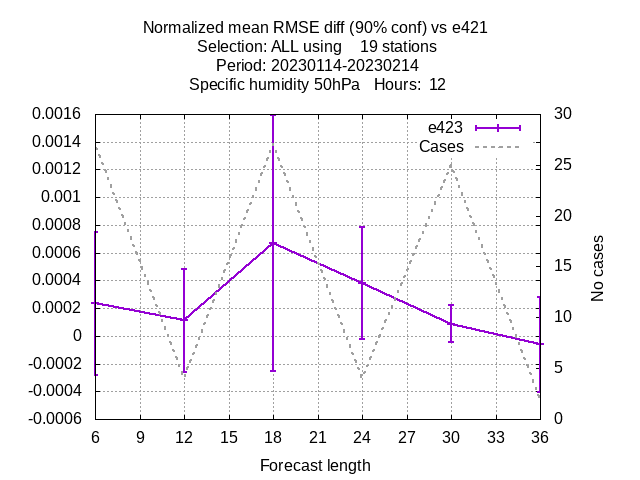 Normalized mean RMSE diff (90% conf) vs e421
Selection: ALL using    19 stations
Period: 20230114-20230214
Specific humidity 50hPa   Hours:  12
e423
Cases
0.0016
0.0014
0.0012
0.001
0.0008
0.0006
0.0004
0.0002
0
-0.0002
-0.0004
-0.0006
30
25
20
15
10
5
0
No cases
6 9 12 15 18 21 24 27 30 33 36
Forecast length